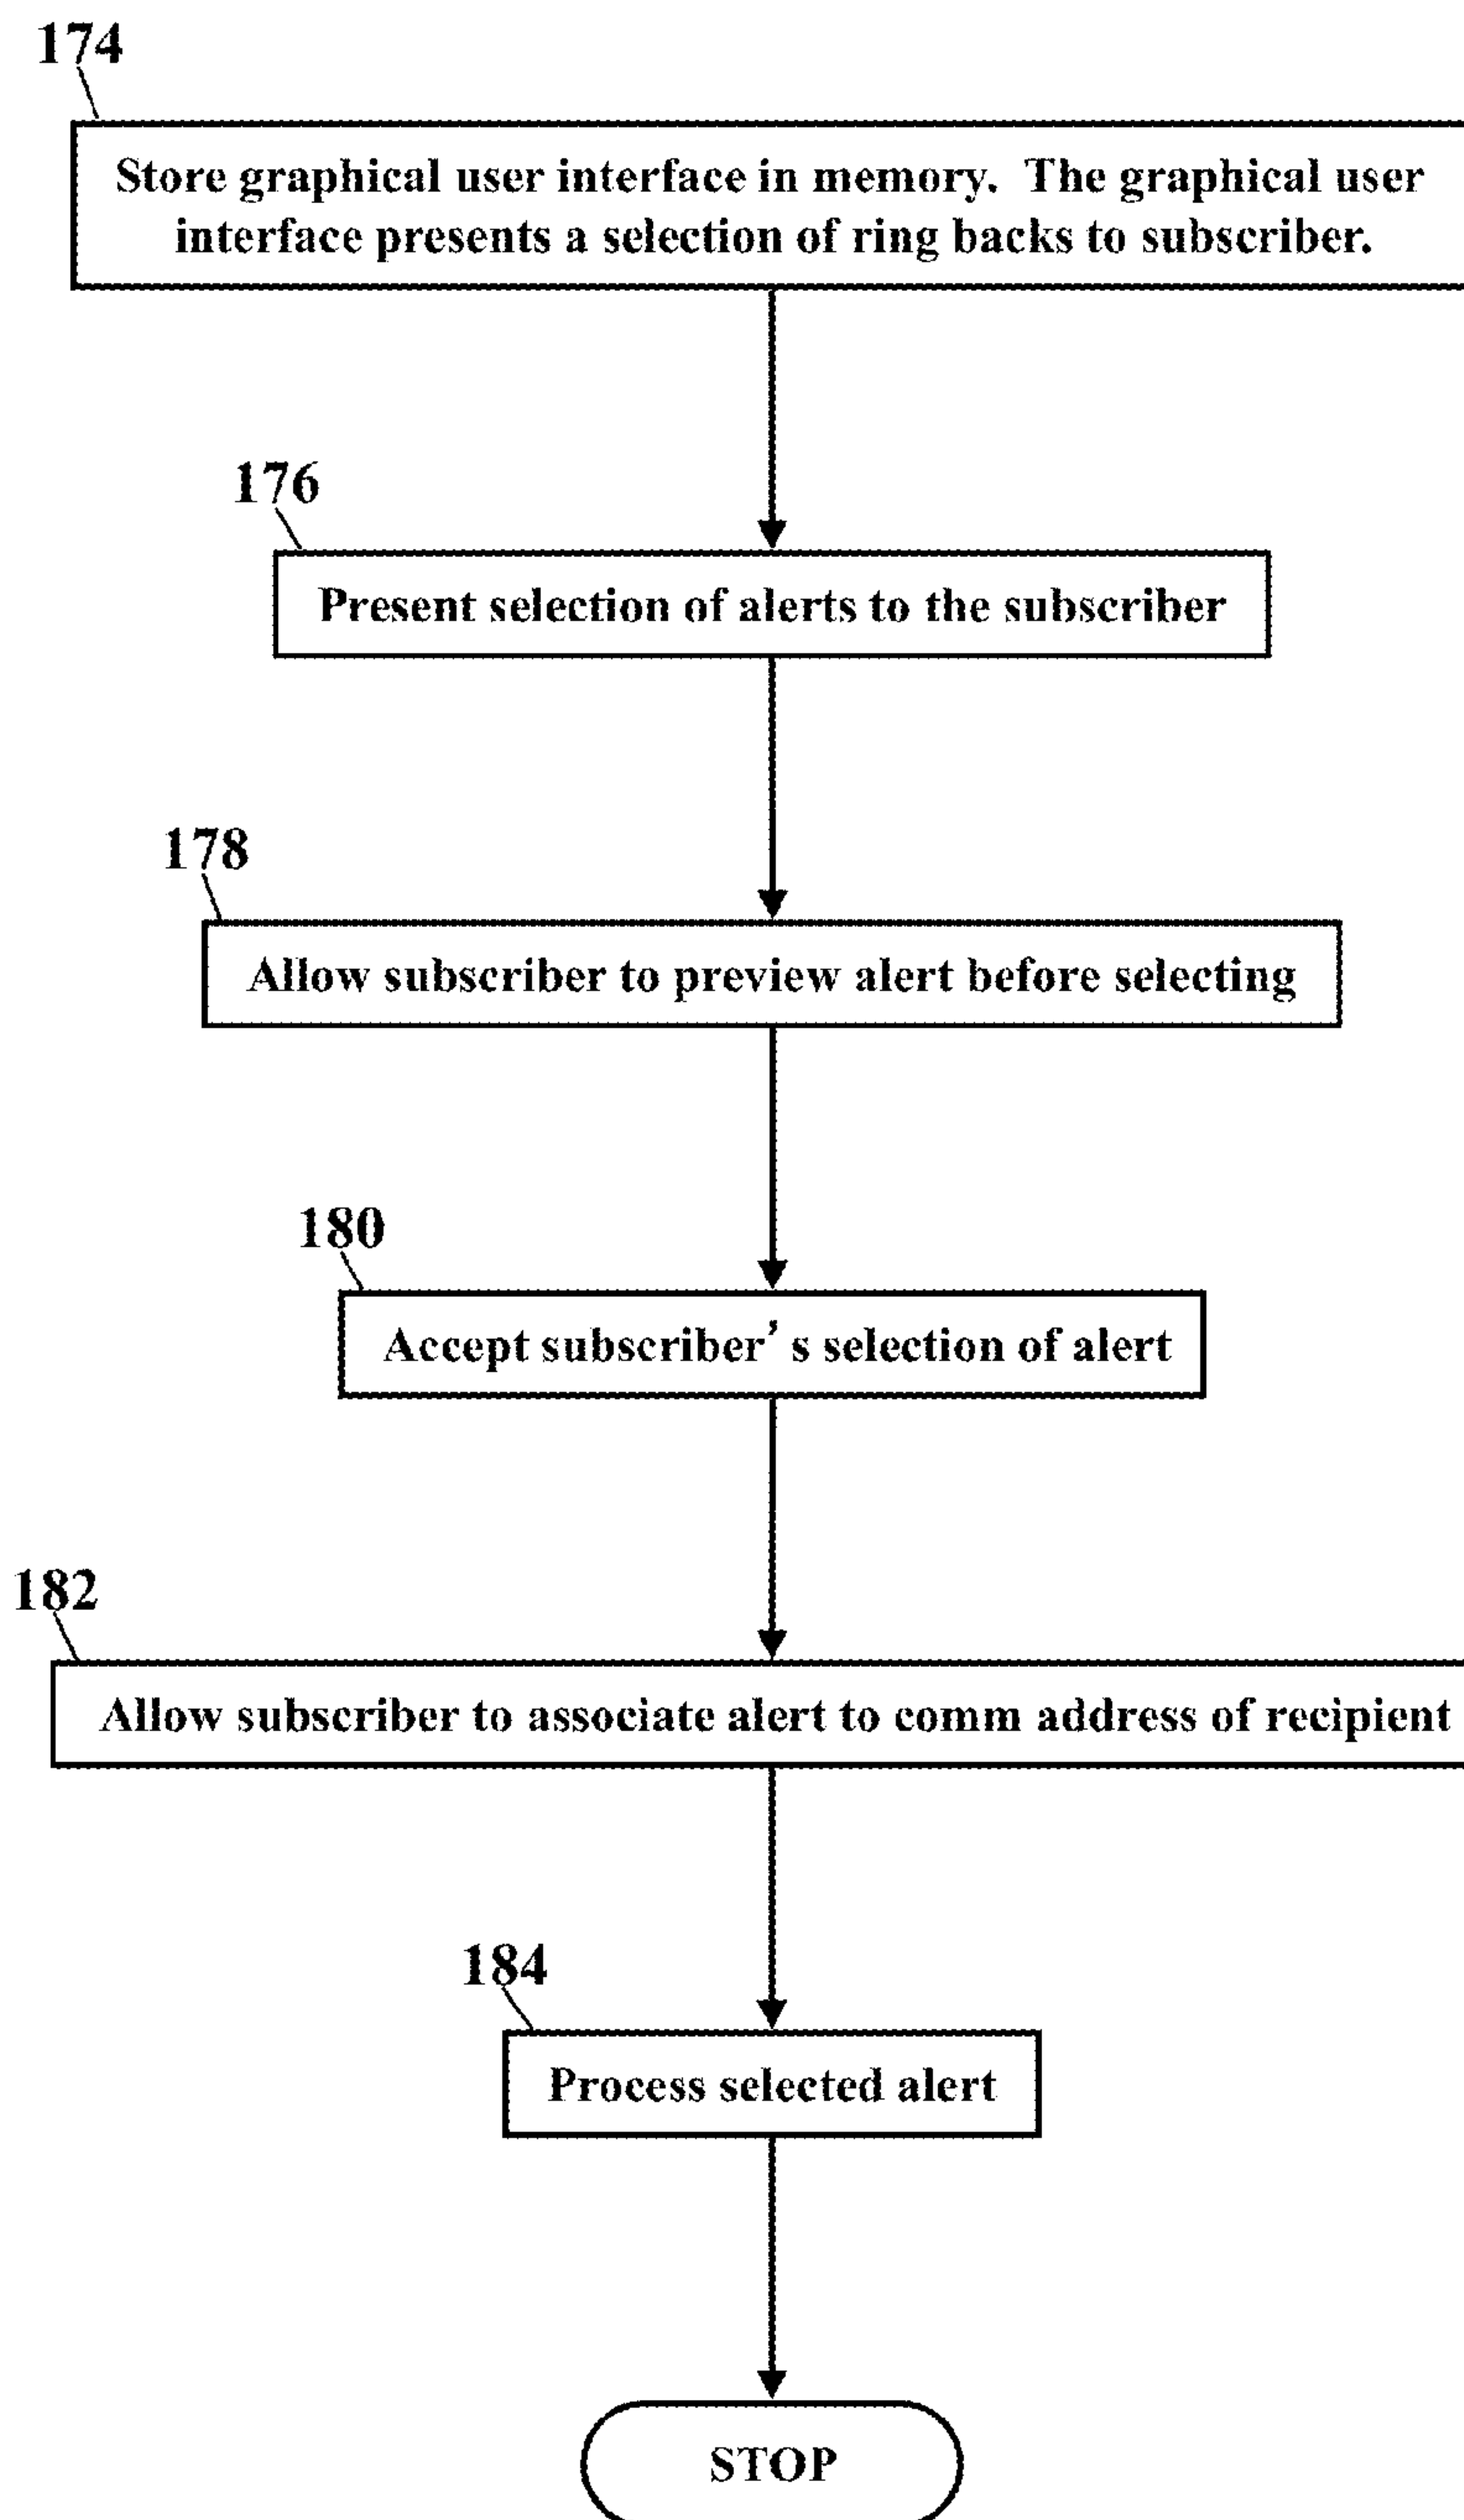 174
Store graphical user interface in memory.  The graphical user
interface presents a selection of ring backs to subscriber.
176
Present selection of alerts to the subscriber
178
Allow subscriber to preview alert before selecting
180
Accept subscriber's selection of alert
182
Allow subscriber to associate alert to comm address of recipient
184
Process selected alert
STOP